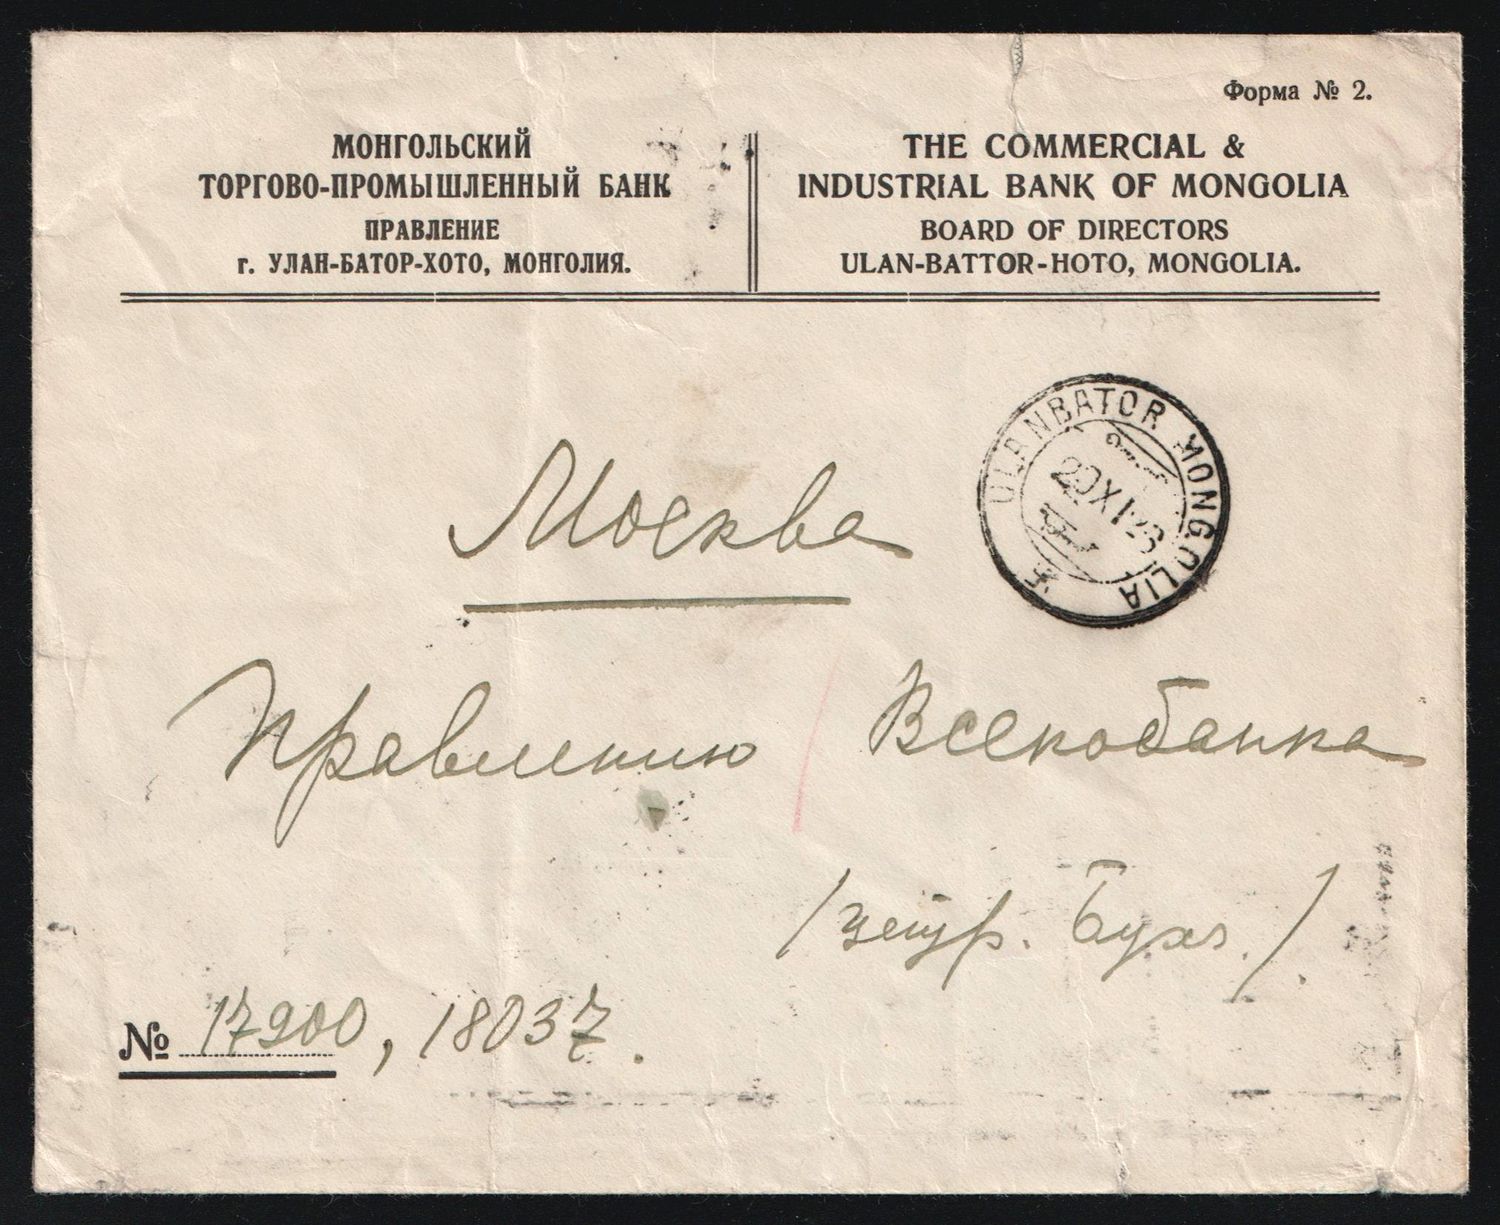 Форма № 2.
МОНГОЛЬСКИЙ
ТОРГОВО-ПРОМЫШЛЕННЫЙ БАНК
ПРАВЛЕНИЕ
г. УЛАН-БАТОР-ХОТО, МОНГОЛИЯ.
THE COMMERCIAL &
INDUSTRIAL BANK OF MONGOLIA
BOARD OF DIRECTORS
ULAN-BATTOR-HOTO, MONGOLIA.
ULANBATOR MONGOLIA
Москва
Правлению Всекобанка
/центр. Бухг./.
№ 17900, 18037.